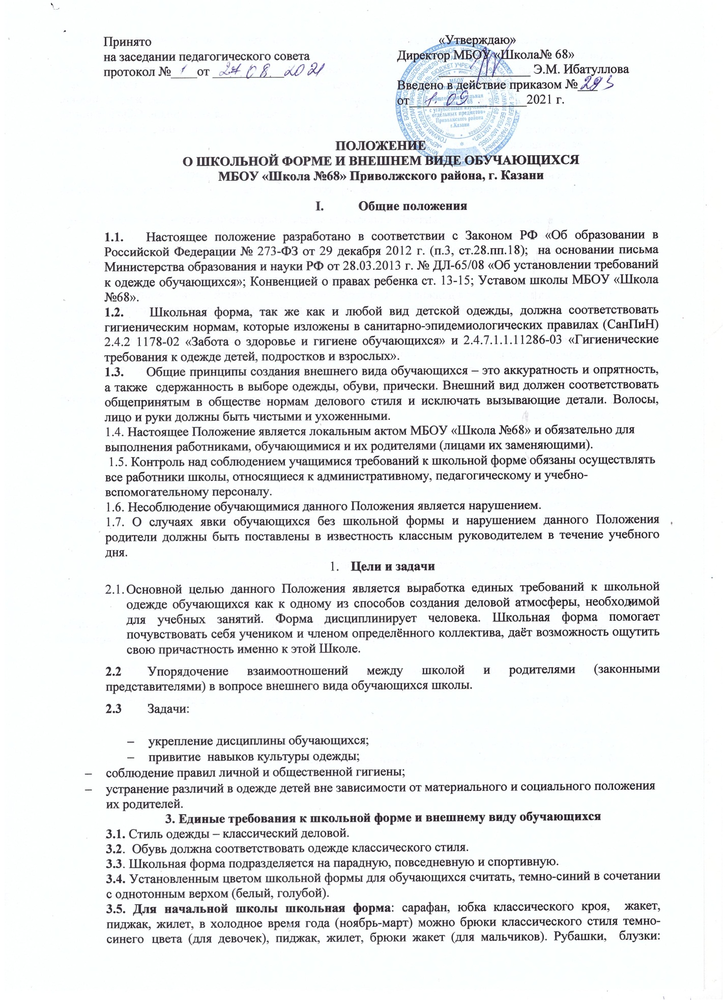 Принято
на заседании педагогического совета
протокол № 1 от 27.08.2021
«Утверждаю»
Директор МБОУ «Школа№ 68»
Э.М. Ибатуллова
Введено в действие приказом № 293
от 1.09. 2021 г.
МБОУ
общеобразовательная
с углубленным изучением
отдельных предметов»
Приволжского района
г.Казани
ПОЛОЖЕНИЕ
О ШКОЛЬНОЙ ФОРМЕ И ВНЕШНЕМ ВИДЕ ОБУЧАЮЩИХСЯ
МБОУ «Школа №68» Приволжского района, г. Казани
I. Общие положения
1.1. Настоящее положение разработано в соответствии с Законом РФ «Об образовании в
Российской Федерации № 273-ФЗ от 29 декабря 2012 г. (п.3, ст.28.пп.18); на основании письма
Министерства образования и науки РФ от 28.03.2013 г. № ДЛ-65/08 «Об установлении требований
к одежде обучающихся»; Конвенцией о правах ребенка ст. 13-15; Уставом школы МБОУ «Школа
№68».
1.2. Школьная форма, так же как и любой вид детской одежды, должна соответствовать
гигиеническим нормам, которые изложены в санитарно-эпидемиологических правилах (СанПиН)
2.4.2 1178-02 «Забота о здоровье и гигиене обучающихся» и 2.4.7.1.1.11286-03 «Гигиенические
требования к одежде детей, подростков и взрослых».
1.3. Общие принципы создания внешнего вида обучающихся – это аккуратность и опрятность,
а также сдержанность в выборе одежды, обуви, прически. Внешний вид должен соответствовать
общепринятым в обществе нормам делового стиля и исключать вызывающие детали. Волосы,
лицо и руки должны быть чистыми и ухоженными.
1.4. Настоящее Положение является локальным актом МБОУ «Школа №68» и обязательно для
выполнения работниками, обучающимися и их родителями (лицами их заменяющими).
1.5. Контроль над соблюдением учащимися требований к школьной форме обязаны осуществлять
все работники школы, относящиеся к административному, педагогическому и учебно-
вспомогательному персоналу.
1.6. Несоблюдение обучающимися данного Положения является нарушением.
1.7. О случаях явки обучающихся без школьной формы и нарушением данного Положения
родители должны быть поставлены в известность классным руководителем в течение учебного
дня.
1. Цели и задачи
2.1. Основной целью данного Положения является выработка единых требований к школьной
одежде обучающихся как к одному из способов создания деловой атмосферы, необходимой
для учебных занятий. Форма дисциплинирует человека. Школьная форма помогает
почувствовать себя учеником и членом определённого коллектива, даёт возможность ощутить
свою причастность именно к этой Школе.
2.2 Упорядочение взаимоотношений между школой и родителями (законными
представителями) в вопросе внешнего вида обучающихся школы.
2.3 Задачи:
– укрепление дисциплины обучающихся;
– привитие навыков культуры одежды;
– соблюдение правил личной и общественной гигиены;
– устранение различий в одежде детей вне зависимости от материального и социального положения
их родителей.
3. Единые требования к школьной форме и внешнему виду обучающихся
3.1. Стиль одежды – классический деловой.
3.2. Обувь должна соответствовать одежде классического стиля.
3.3. Школьная форма подразделяется на парадную, повседневную и спортивную.
3.4. Установленным цветом школьной формы для обучающихся считать, темно-синий в сочетании
с однотонным верхом (белый, голубой).
3.5. Для начальной школы школьная форма: сарафан, юбка классического кроя, жакет,
пиджак, жилет, в холодное время года (ноябрь-март) можно брюки классического стиля темно-
синего цвета (для девочек), пиджак, жилет, брюки жакет (для мальчиков). Рубашки, блузки: